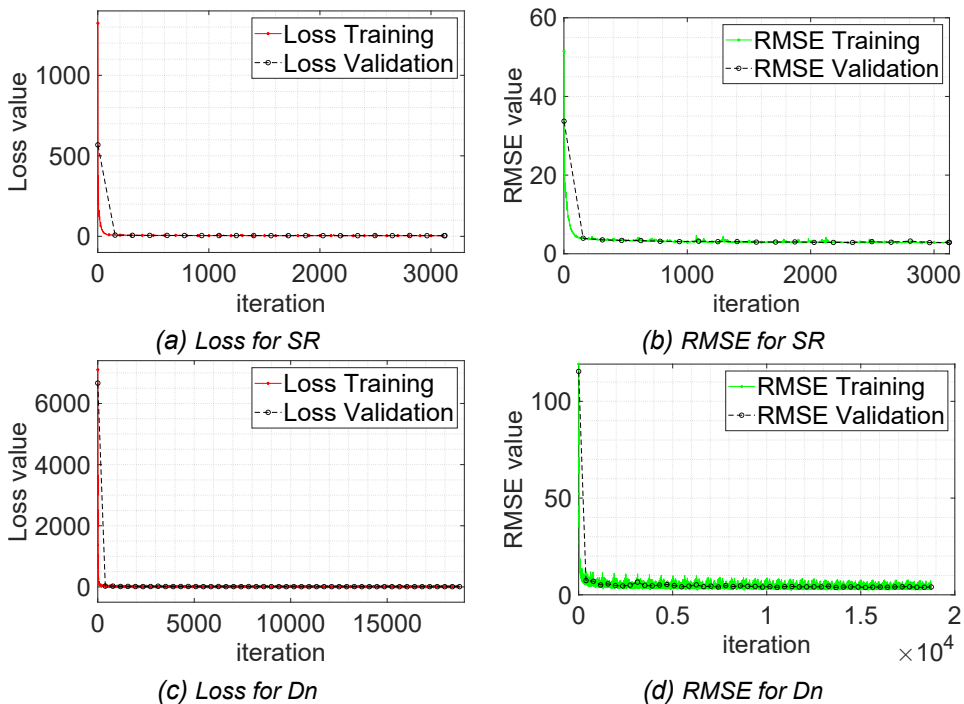 Loss Training
Loss Validation
1000
500
0
Loss value
0
1000
2000
3000
iteration
(a) Loss for SR
RMSE Training
RMSE Validation
60
40
20
0
RMSE value
0
1000
2000
3000
iteration
(b) RMSE for SR
Loss Training
Loss Validation
6000
4000
2000
0
Loss value
0
5000
10000
15000
iteration
(c) Loss for Dn
RMSE Training
RMSE Validation
100
50
0
RMSE value
0
0.5
1
1.5
2
×10⁴
iteration
(d) RMSE for Dn